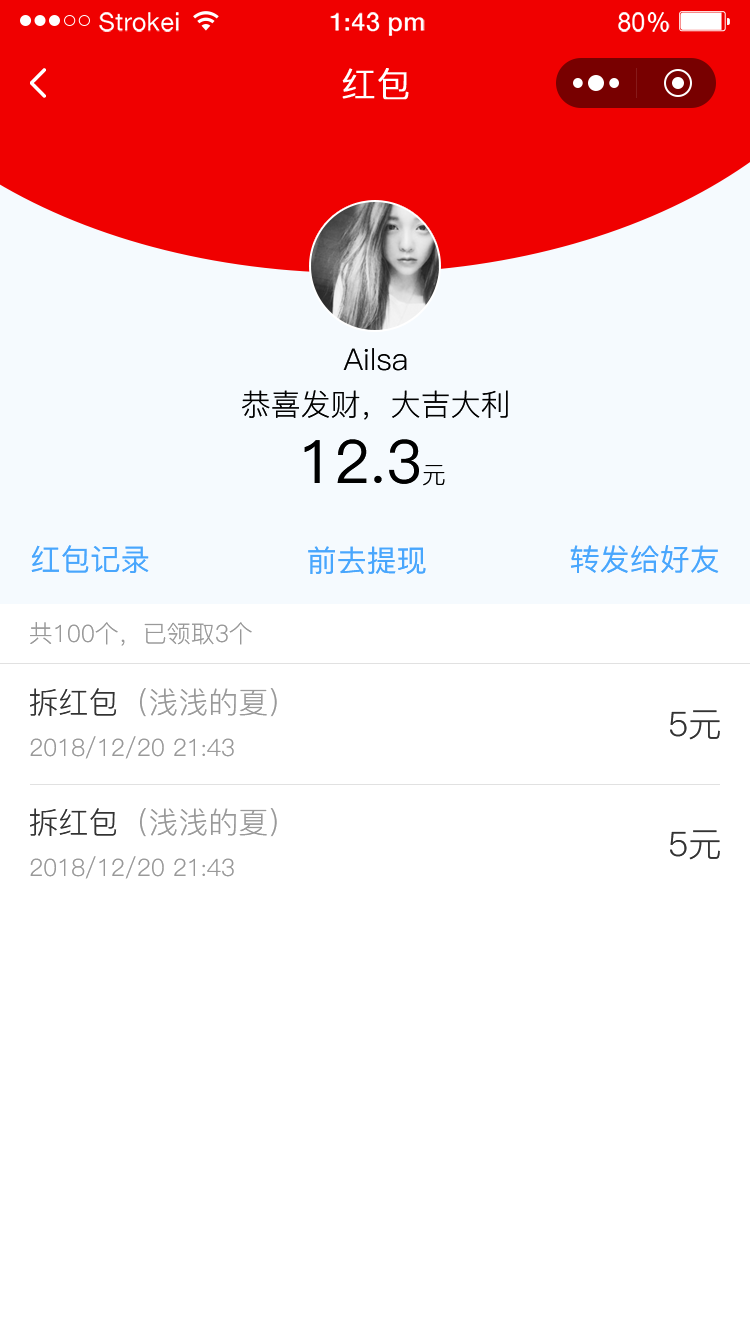 Strokei 1:43 pm 80%
红包
Ailsa
恭喜发财，大吉大利
12.3元
红包记录 前去提现 转发给好友
共100个，已领取3个
拆红包（浅浅的夏） 5元
2018/12/20 21:43
拆红包（浅浅的夏） 5元
2018/12/20 21:43